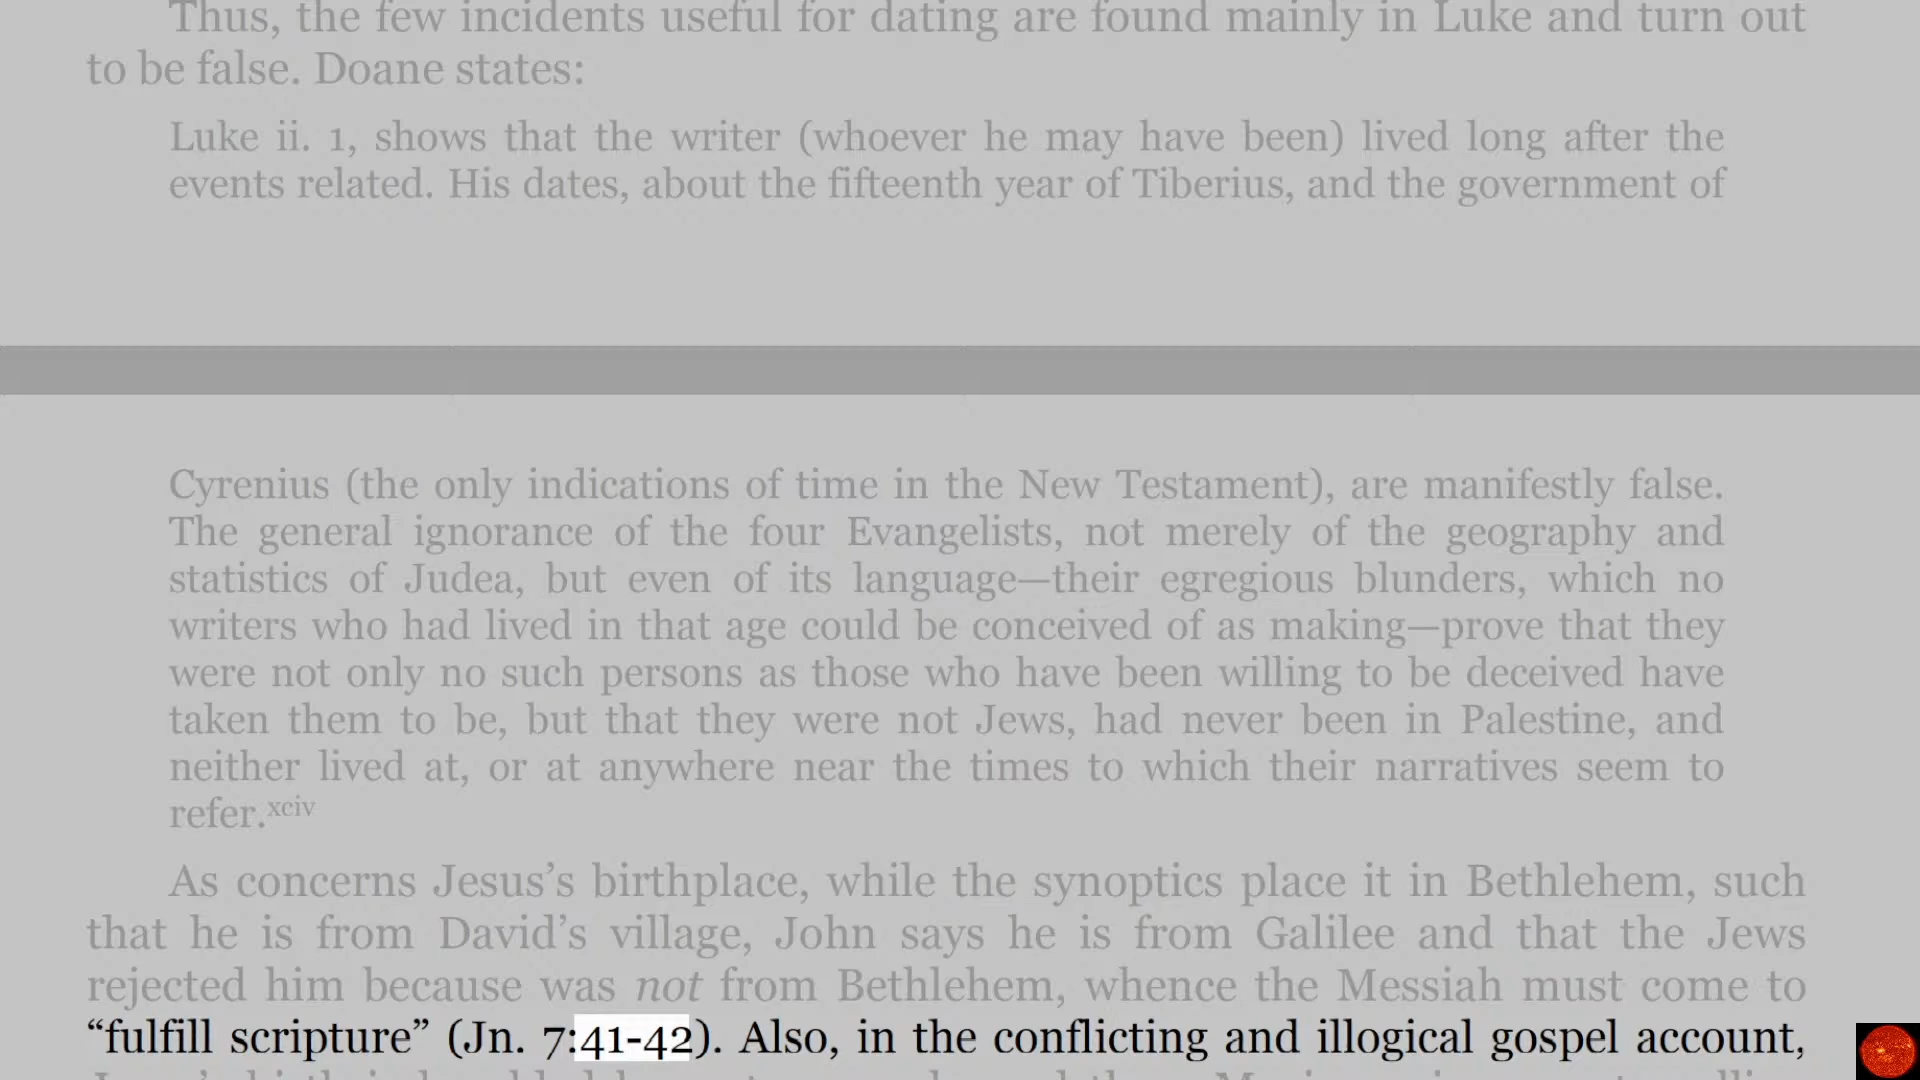 Thus, the few incidents useful for dating are found mainly in Luke and turn out
to be false. Doane states:
Luke ii. 1, shows that the writer (whoever he may have been) lived long after the
events related. His dates, about the fifteenth year of Tiberius, and the government of
Cyrenius (the only indications of time in the New Testament), are manifestly false.
The general ignorance of the four Evangelists, not merely of the geography and
statistics of Judea, but even of its language—their egregious blunders, which no
writers who had lived in that age could be conceived of as making—prove that they
were not only no such persons as those who have been willing to be deceived have
taken them to be, but that they were not Jews, had never been in Palestine, and
neither lived at, or at anywhere near the times to which their narratives seem to
refer.xciv
As concerns Jesus’s birthplace, while the synoptics place it in Bethlehem, such
that he is from David’s village, John says he is from Galilee and that the Jews
rejected him because was not from Bethlehem, whence the Messiah must come to
“fulfill scripture” (Jn. 7:41-42). Also, in the conflicting and illogical gospel account,